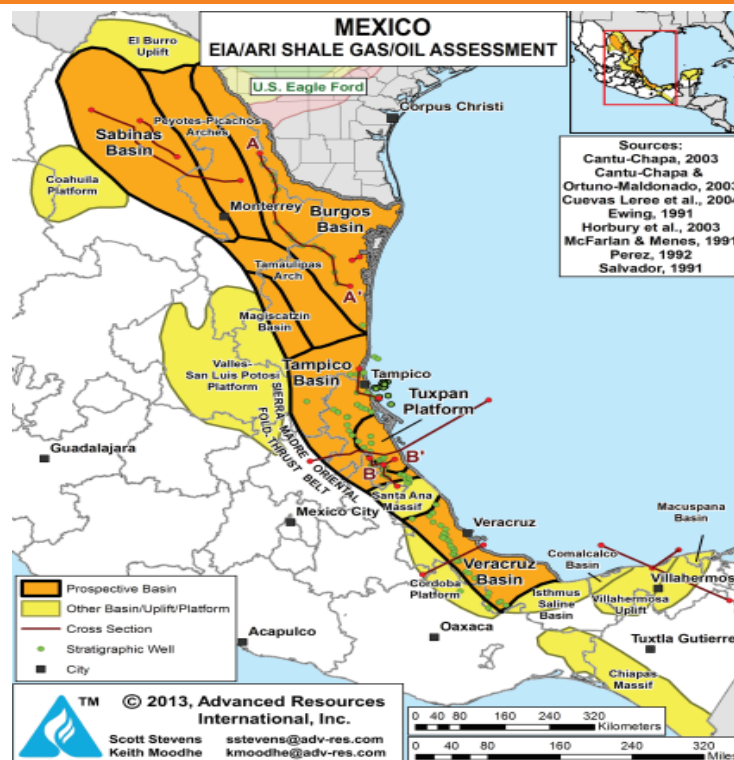 MEXICO
EIA/ARI SHALE GAS/OIL ASSESSMENT
El Burro
Uplift
U.S. Eagle Ford
Corpus Christi
Peyotes-Picachos
Arches
Sabinas
Basin
A
Coahuila
Platform
Monterrey
Burgos
Basin
Tamaulipas
Arch
A'
Magiscatzin
Basin
Sources:
Cantu-Chapa, 2003
Cantu-Chapa &
Ortuno-Maldonado, 2003
Cuevas Leree et al., 2004
Ewing, 1991
Horbury et al., 2003
McFarlan & Menes, 1991
Perez, 1992
Salvador, 1991
Valles-
San Luis Potosi
Platform
Tampico
Basin
Tampico
Tuxpan
Platform
SIERRA MADRE ORIENTAL
FOLD-THRUST BELT
Guadalajara
B
B'
Santa Ana
Massif
Mexico City
Veracruz
Macuspana
Basin
Comalcalco
Basin
Veracruz
Basin
Cordoba
Platform
Isthmus
Saline
Basin
Villahermosa
Uplift
Villahermos
Acapulco
Oaxaca
Tuxtla Gutierre
Chiapas
Massif
Prospective Basin
Other Basin/Uplift/Platform
Cross Section
Stratigraphic Well
City
TM
© 2013, Advanced Resources
International, Inc.
Scott Stevens sstevens@adv-res.com
Keith Moodhe kmoodhe@adv-res.com
0 40 80 160 240 320
Kilometers
0 40 80 160 240 320
Miles